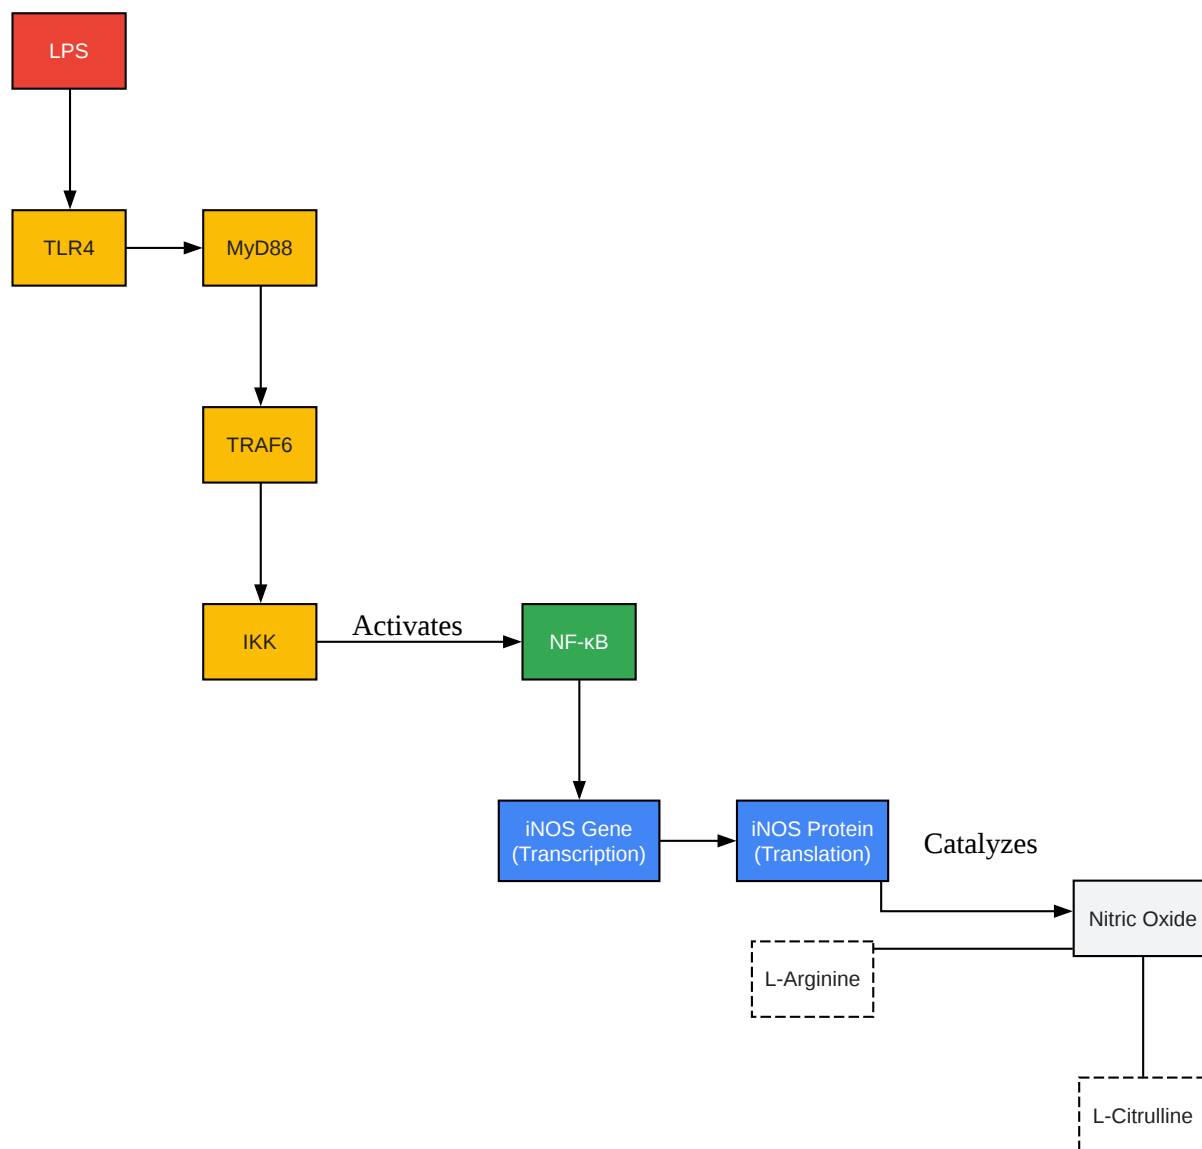 LPS
TLR4
MyD88
TRAF6
IKK
Activates
NF-κB
iNOS Gene
(Transcription)
iNOS Protein
(Translation)
Catalyzes
Nitric Oxide
L-Arginine
L-Citrulline